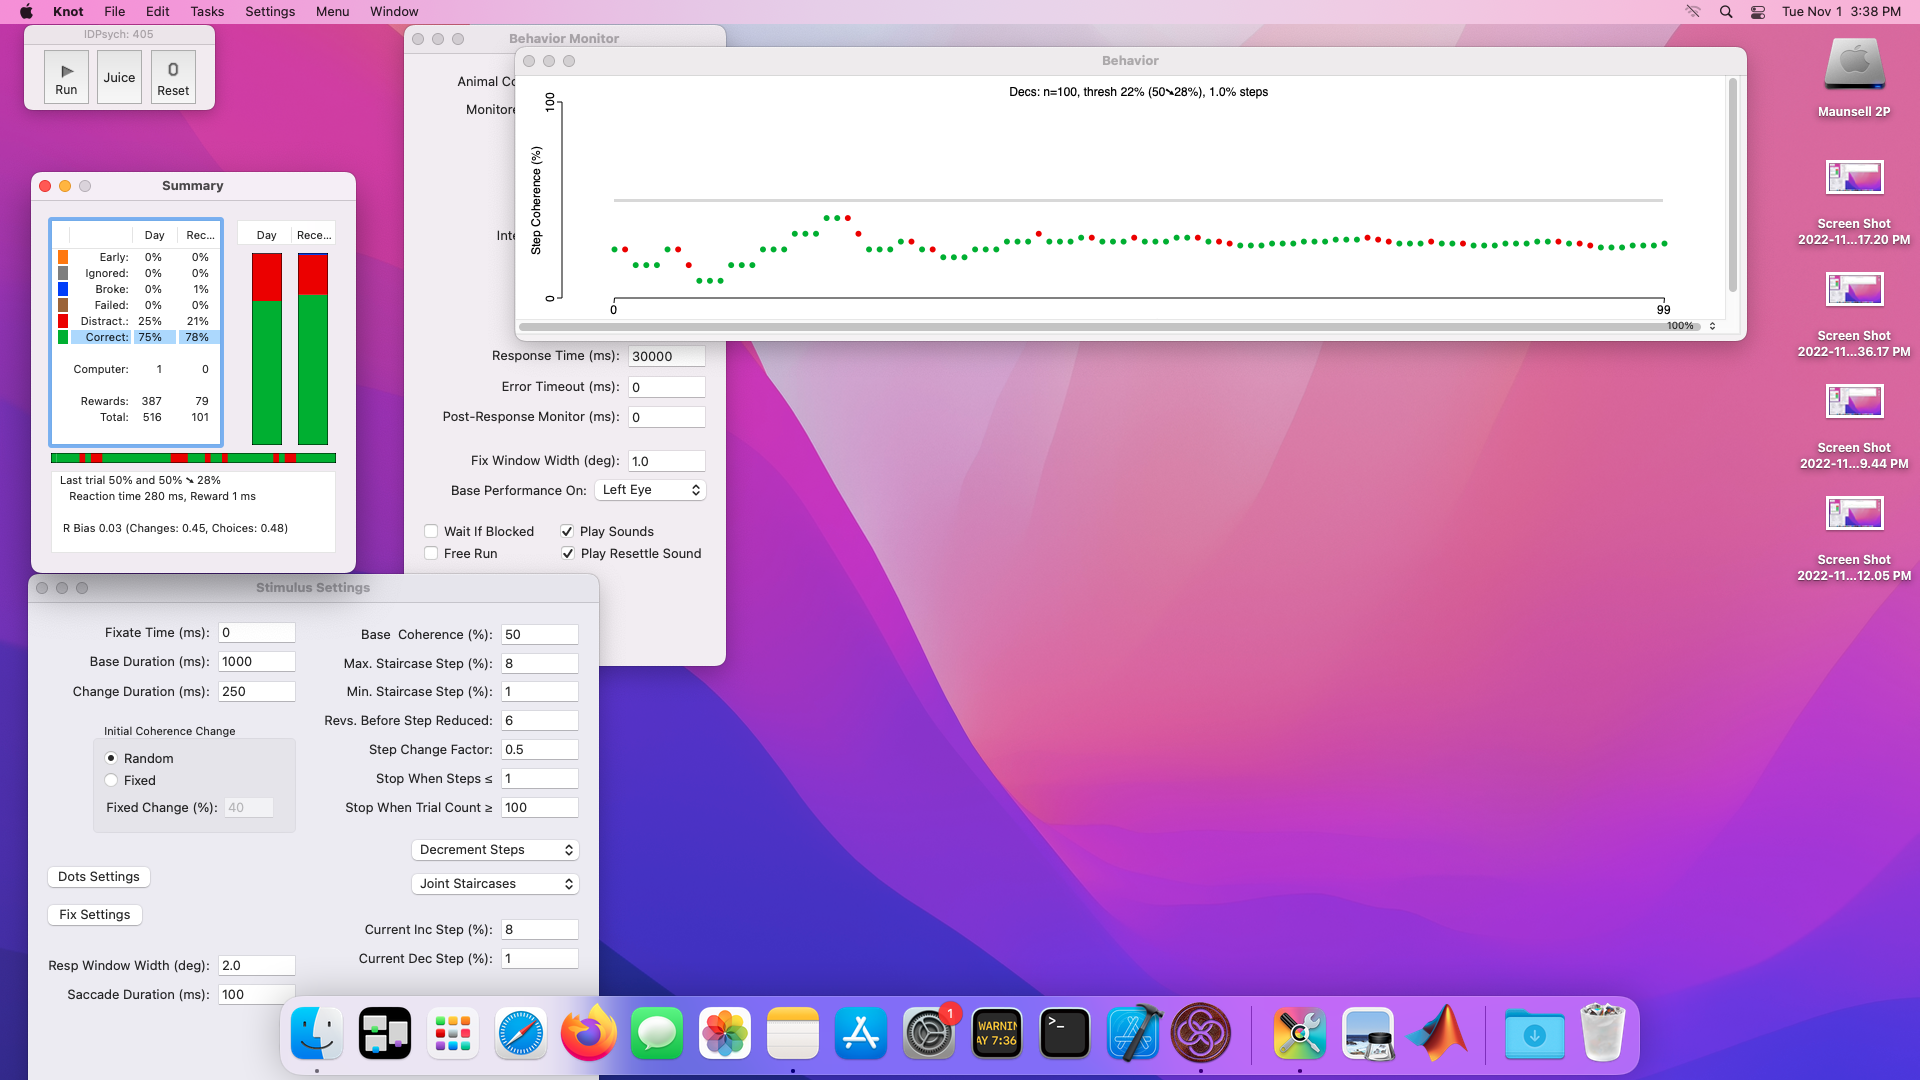 Knot File Edit Tasks Settings Menu Window
Tue Nov 1 3:38 PM
IDPsych: 405
Run
Juice
0
Reset
Summary
Day Rec...
Early: 0% 0%
Ignored: 0% 0%
Broke: 0% 1%
Failed: 0% 0%
Distract.: 25% 21%
Correct: 75% 78%
Computer: 1 0
Rewards: 387 79
Total: 516 101
Day Rece...
Last trial 50% and 50% ➘ 28%
Reaction time 280 ms, Reward 1 ms
R Bias 0.03 (Changes: 0.45, Choices: 0.48)
Behavior Monitor
Animal Co
Monitore
Inte
Response Time (ms): 30000
Error Timeout (ms): 0
Post-Response Monitor (ms): 0
Fix Window Width (deg): 1.0
Base Performance On: Left Eye
Wait If Blocked
Play Sounds
Free Run
Play Resettle Sound
Behavior
Decs: n=100, thresh 22% (50➘28%), 1.0% steps
100
Step Coherence (%)
0
0
99
100%
Stimulus Settings
Fixate Time (ms): 0
Base Duration (ms): 1000
Change Duration (ms): 250
Initial Coherence Change
Random
Fixed
Fixed Change (%): 40
Dots Settings
Fix Settings
Resp Window Width (deg): 2.0
Saccade Duration (ms): 100
Base Coherence (%): 50
Max. Staircase Step (%): 8
Min. Staircase Step (%): 1
Revs. Before Step Reduced: 6
Step Change Factor: 0.5
Stop When Steps ≤ 1
Stop When Trial Count ≥ 100
Decrement Steps
Joint Staircases
Current Inc Step (%): 8
Current Dec Step (%): 1
Maunsell 2P
Screen Shot
2022-11...17.20 PM
Screen Shot
2022-11...36.17 PM
Screen Shot
2022-11...9.44 PM
Screen Shot
2022-11...12.05 PM
1
WARNIN
AY 7:36
>_